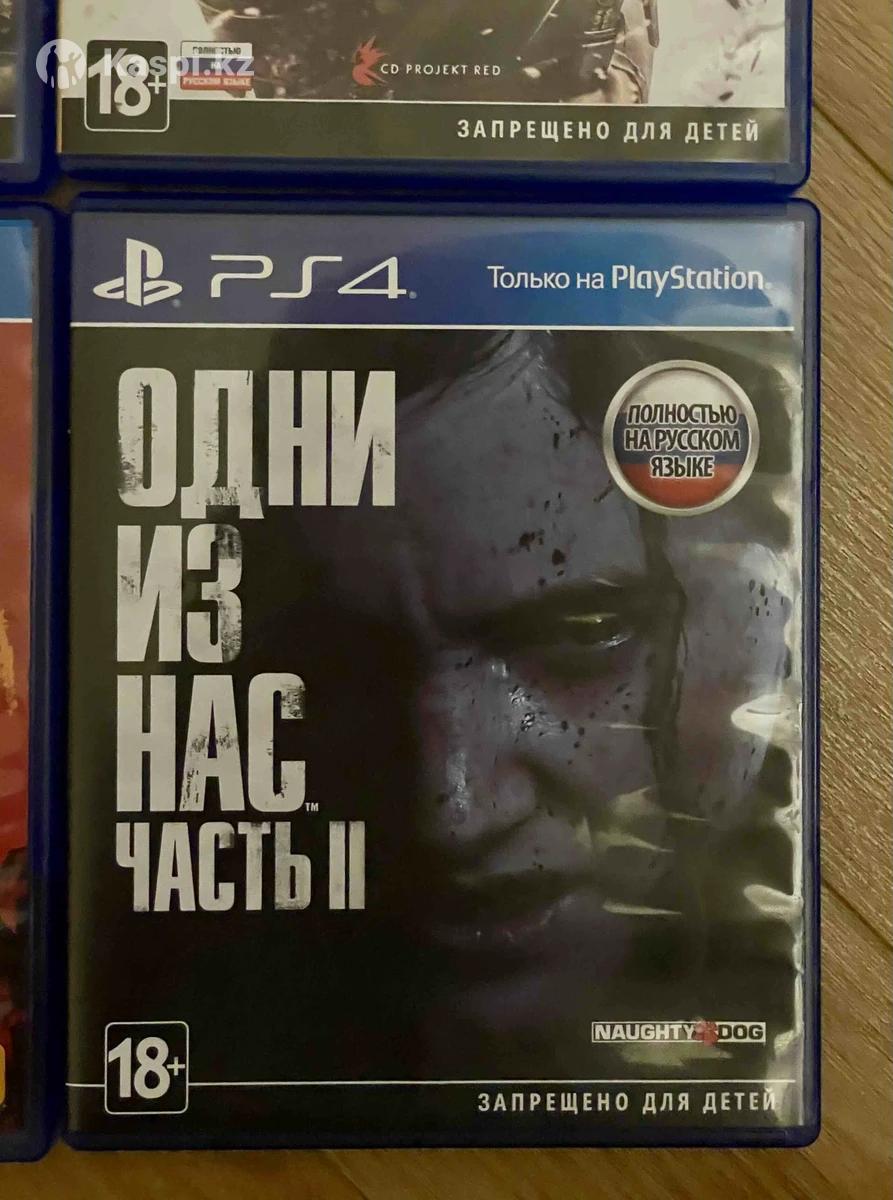 Kaspi.kz
18+
ПОЛНОСТЬЮ
НА
РУССКОМ ЯЗЫКЕ
CD PROJEKT RED
ЗАПРЕЩЕНО ДЛЯ ДЕТЕЙ
PS4
Только на PlayStation.
ОДНИ
ИЗ
НАС™
ЧАСТЬ II
ПОЛНОСТЬЮ
НА РУССКОМ
ЯЗЫКЕ
NAUGHTY DOG
18+
ЗАПРЕЩЕНО ДЛЯ ДЕТЕЙ